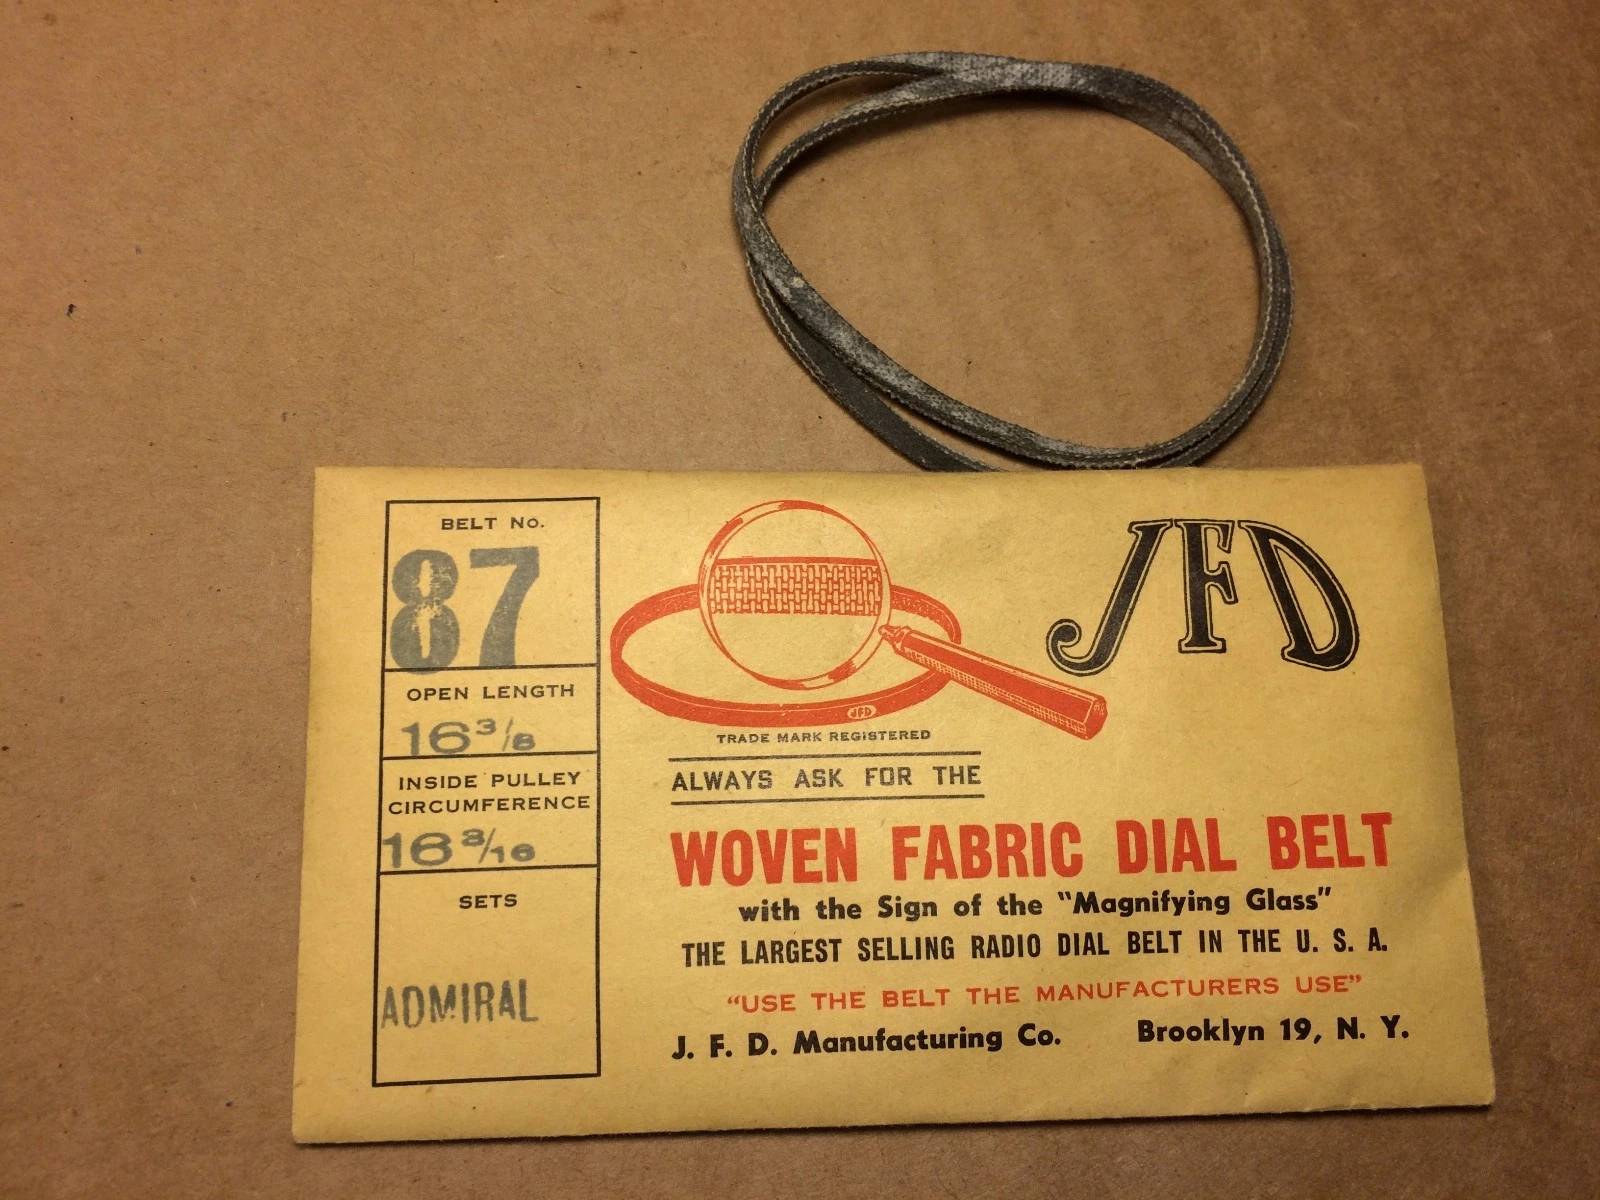 BELT No.
87
OPEN LENGTH
16 3/8
INSIDE PULLEY
CIRCUMFERENCE
16 3/16
SETS
ADMIRAL
JFD
JFD
TRADE MARK REGISTERED
ALWAYS ASK FOR THE
WOVEN FABRIC DIAL BELT
with the Sign of the "Magnifying Glass"
THE LARGEST SELLING RADIO DIAL BELT IN THE U. S. A.
"USE THE BELT THE MANUFACTURERS USE"
J. F. D. Manufacturing Co. Brooklyn 19, N. Y.